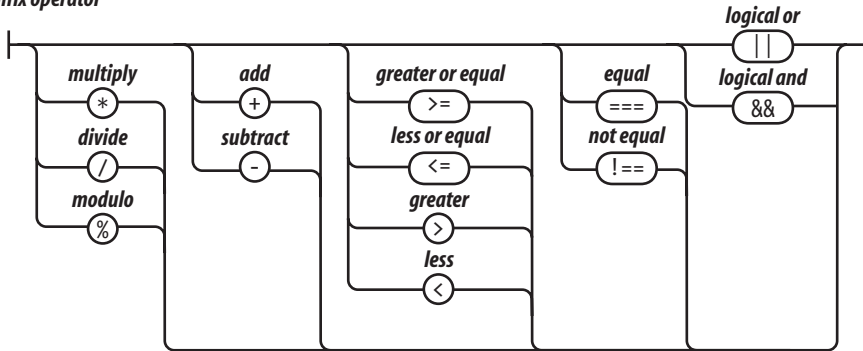 operator
logical or
||
multiply add greater or equal equal logical and
* + >= === &&
divide subtract less or equal not equal
/ - <= !==
modulo greater
% >
less
<